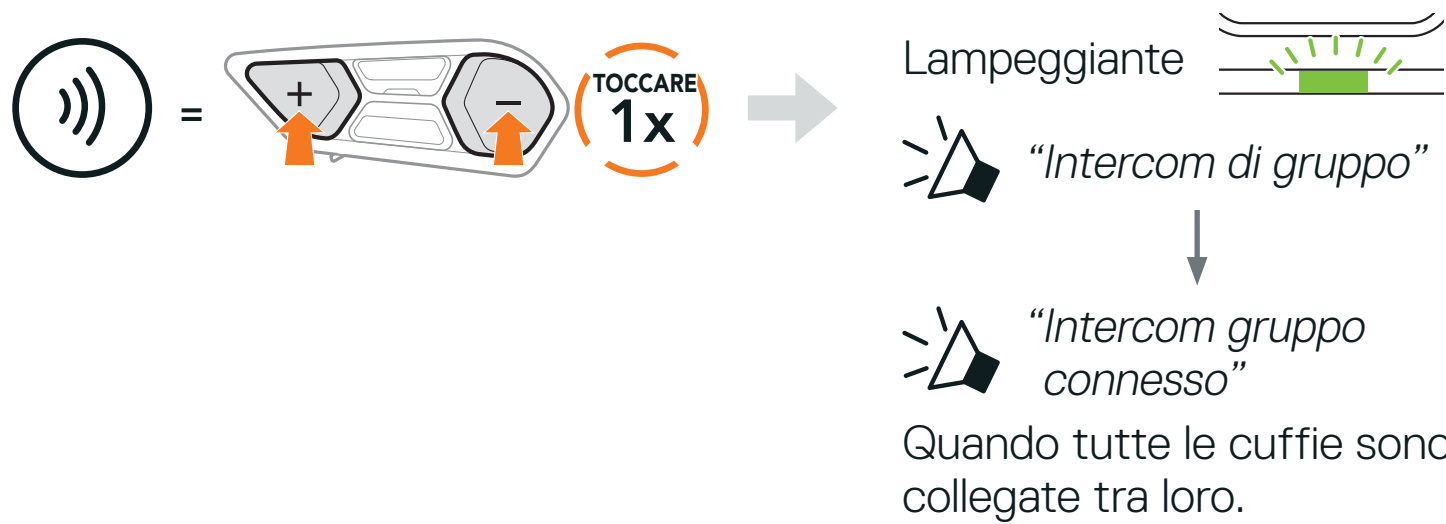 =
+
−
TOCCARE
1x
Lampeggiante
“Intercom di gruppo”
“Intercom gruppo
connesso”
Quando tutte le cuffie sono
collegate tra loro.